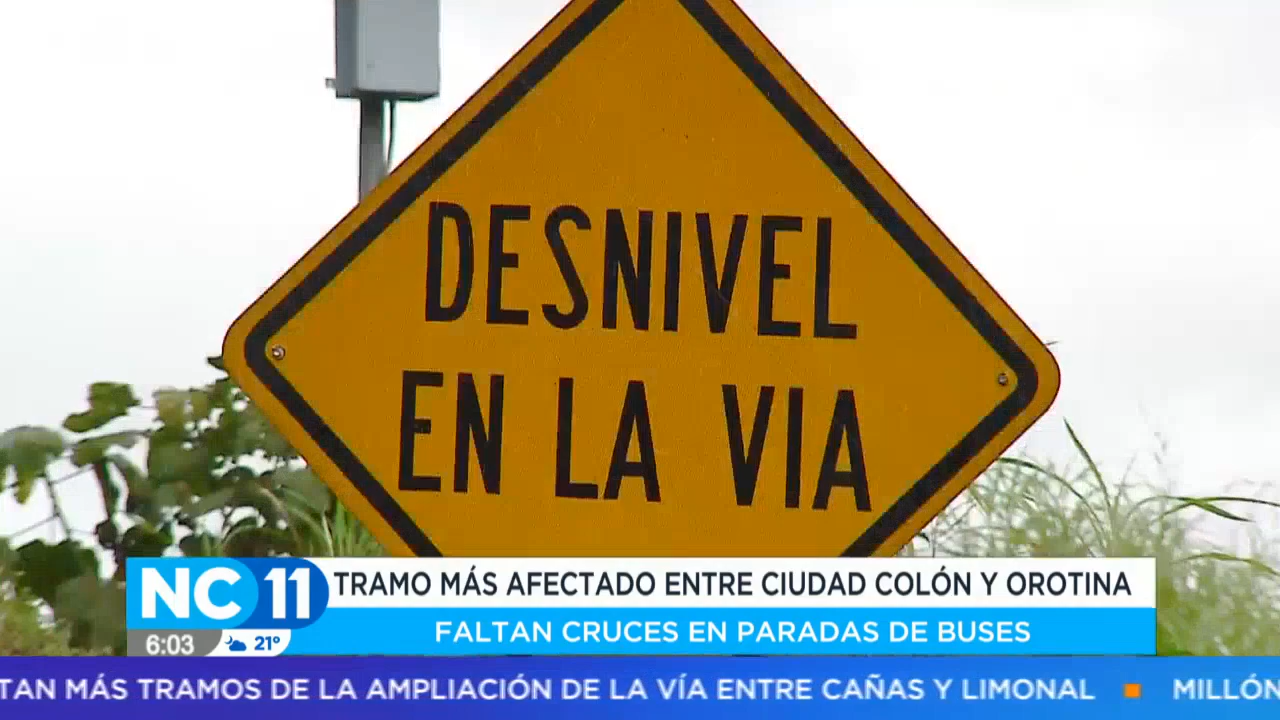 DESNIVEL
EN LA VIA
NC 11
TRAMO MÁS AFECTADO ENTRE CIUDAD COLÓN Y OROTINA
FALTAN CRUCES EN PARADAS DE BUSES
6:03
21°
TAN MÁS TRAMOS DE LA AMPLIACIÓN DE LA VÍA ENTRE CAÑAS Y LIMONAL ■ MILLÓN